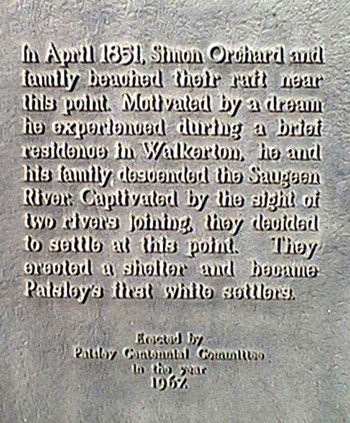 In April 1851, Simon Orchard and
family beached their raft near
this point. Motivated by a dream
he experienced during a brief
residence in Walkerton, he and
his family, descended the Saugeen
River. Captivated by the sight of
two rivers joining, they decided
to settle at this point. They
erected a shelter and became
Paisley's first white settlers.
Erected by
Paisley Centennial Committee
in the year
1967.